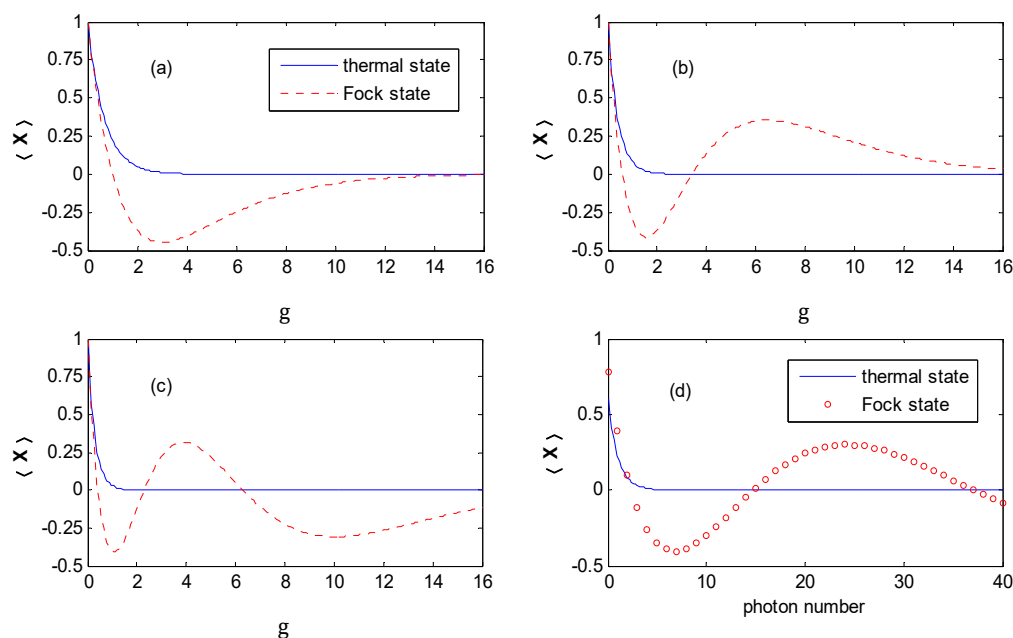 1
0.75
0.5
0.25
0
-0.25
-0.5
⟨ X ⟩
(a)
thermal state
Fock state
0 2 4 6 8 10 12 14 16
g
1
0.75
0.5
0.25
0
-0.25
-0.5
⟨ X ⟩
(b)
0 2 4 6 8 10 12 14 16
g
1
0.75
0.5
0.25
0
-0.25
-0.5
⟨ X ⟩
(c)
0 2 4 6 8 10 12 14 16
g
1
0.5
0
-0.5
⟨ X ⟩
(d)
thermal state
Fock state
0 10 20 30 40
photon number